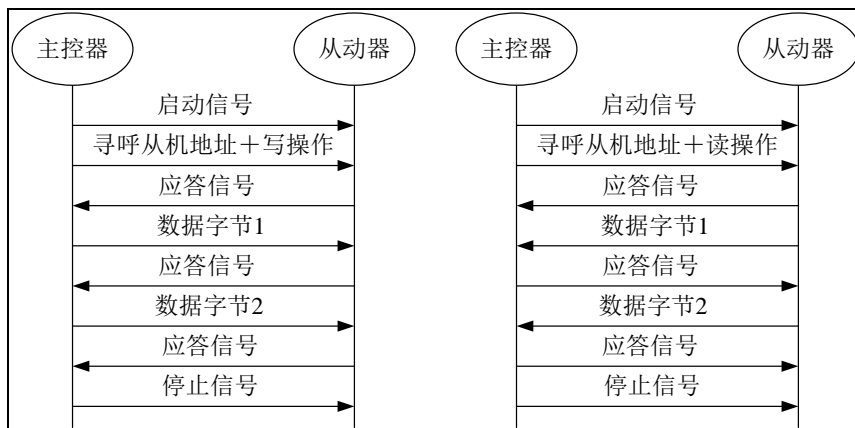 主控器
从动器
启动信号
寻呼从机地址＋写操作
应答信号
数据字节1
应答信号
数据字节2
应答信号
停止信号
主控器
从动器
启动信号
寻呼从机地址＋读操作
应答信号
数据字节1
应答信号
数据字节2
应答信号
停止信号